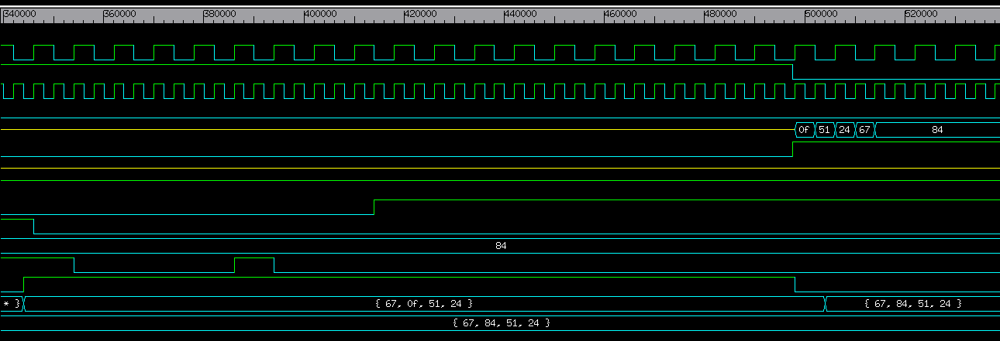 340000 360000 380000 400000 420000 440000 460000 480000 500000 520000
0f 51 24 67 84
84
* } { 67, 0f, 51, 24 } { 67, 84, 51, 24 }
{ 67, 84, 51, 24 }